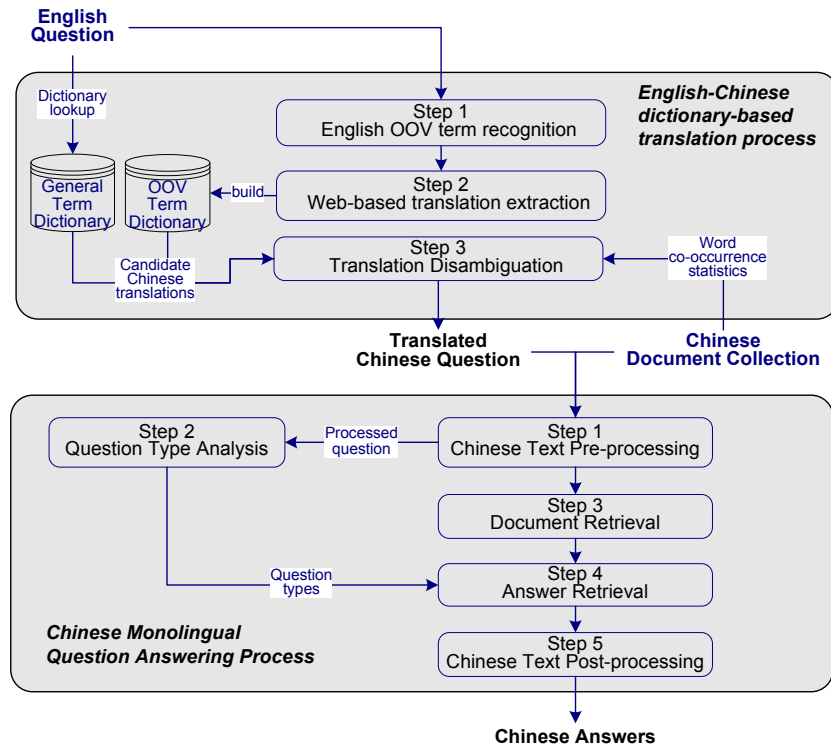 English
Question
English-Chinese
dictionary-based
translation process
Dictionary
lookup
Step 1
English OOV term recognition
General
Term
Dictionary
OOV
Term
Dictionary
build
Step 2
Web-based translation extraction
Candidate
Chinese
translations
Step 3
Translation Disambiguation
Word
co-occurrence
statistics
Translated
Chinese Question
Chinese
Document Collection
Step 2
Question Type Analysis
Processed
question
Step 1
Chinese Text Pre-processing
Step 3
Document Retrieval
Question
types
Step 4
Answer Retrieval
Chinese Monolingual
Question Answering Process
Step 5
Chinese Text Post-processing
Chinese Answers